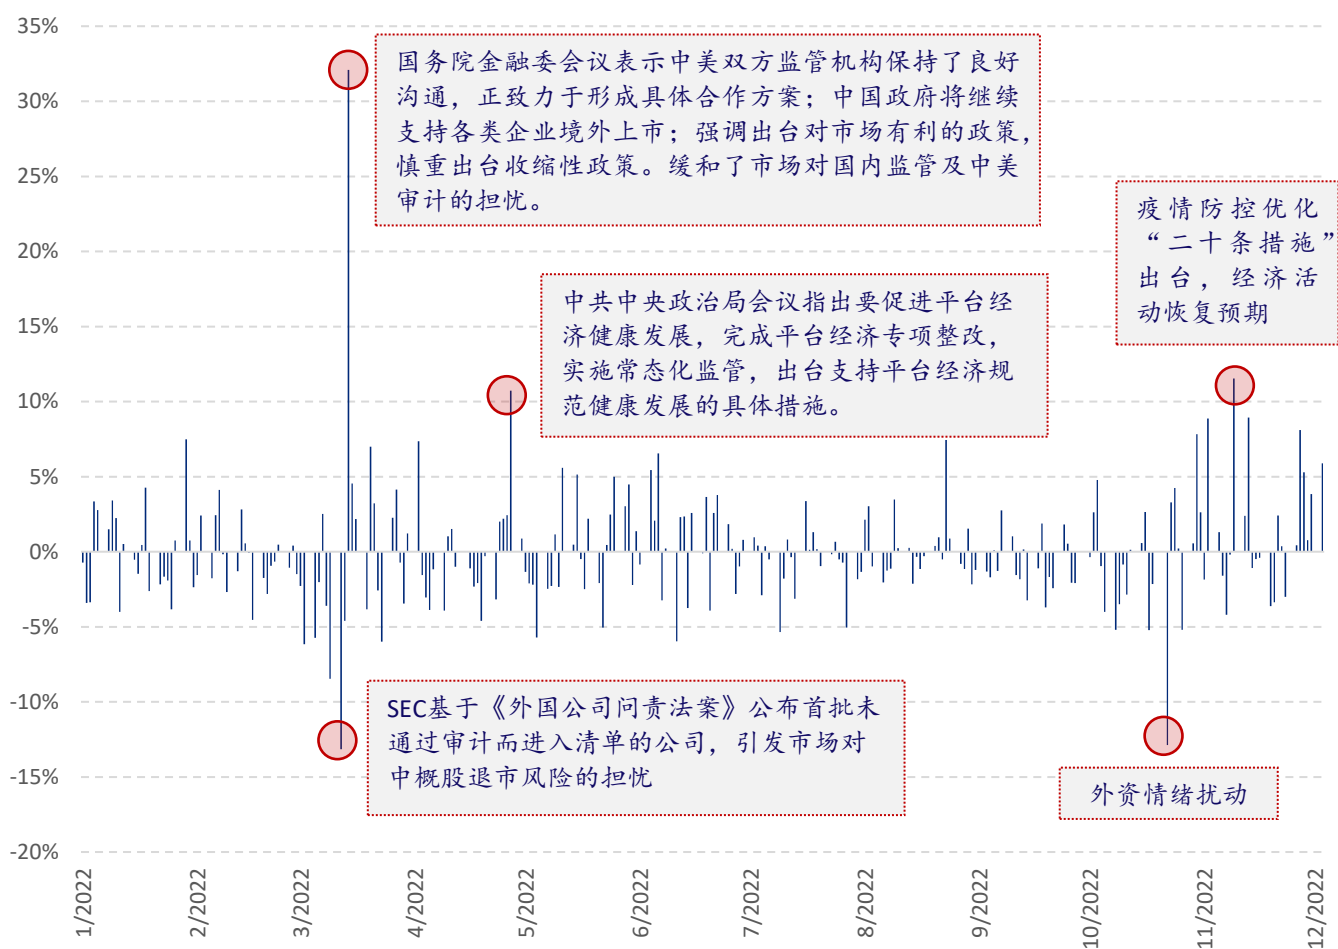 35%
30%
25%
20%
15%
10%
5%
0%
-5%
-10%
-15%
-20%
国务院金融委会议表示中美双方监管机构保持了良好
沟通，正致力于形成具体合作方案；中国政府将继续
支持各类企业境外上市；强调出台对市场有利的政策，
慎重出台收缩性政策。缓和了市场对国内监管及中美
审计的担忧。
疫情防控优化
“二十条措施”
出台，经济活
动恢复预期
中共中央政治局会议指出要促进平台经
济健康发展，完成平台经济专项整改，
实施常态化监管，出台支持平台经济规
范健康发展的具体措施。
SEC基于《外国公司问责法案》公布首批未
通过审计而进入清单的公司，引发市场对
中概股退市风险的担忧
外资情绪扰动
1/2022
2/2022
3/2022
4/2022
5/2022
6/2022
7/2022
8/2022
9/2022
10/2022
11/2022
12/2022